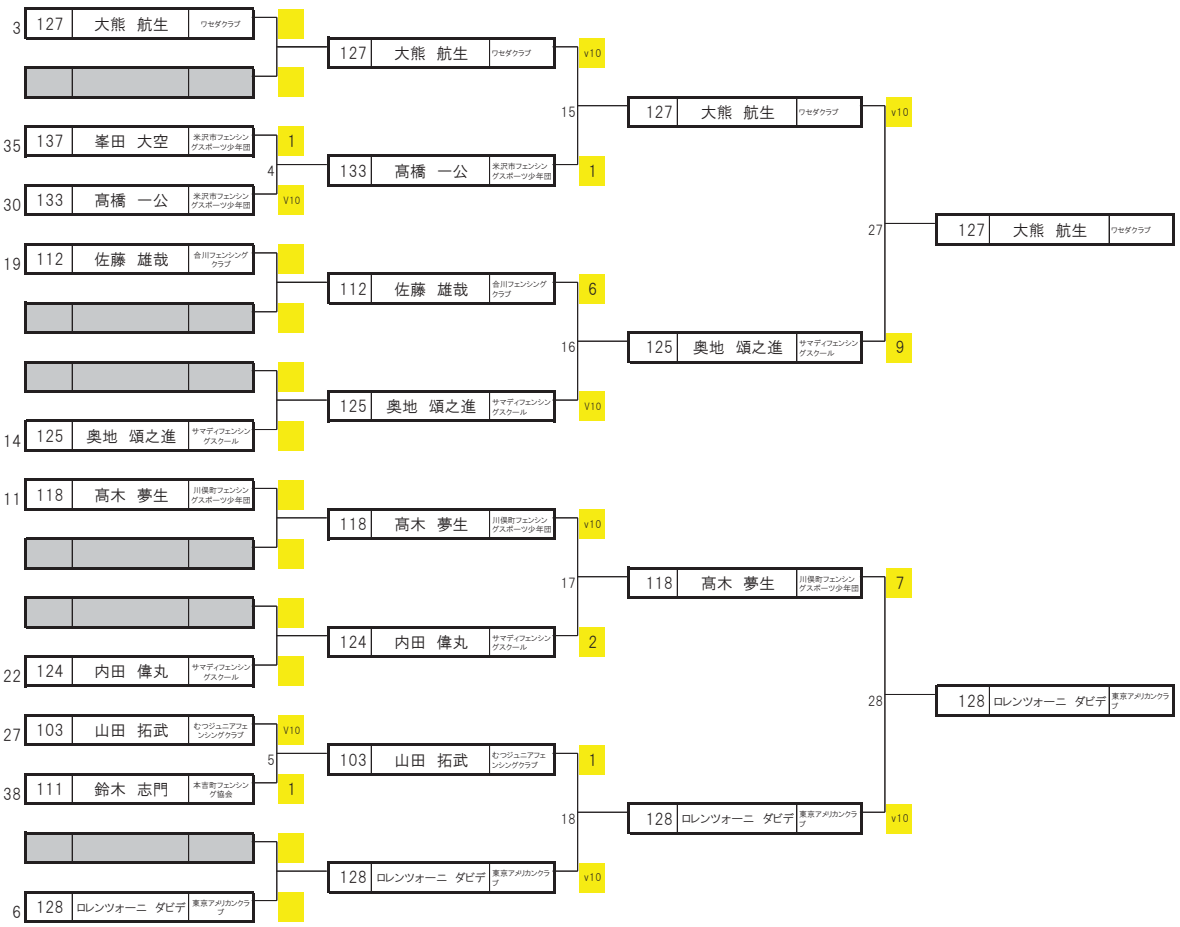 3 127 大熊 航生 ワセダクラブ
127 大熊 航生 ワセダクラブ v10
15
127 大熊 航生 ワセダクラブ v10
35 137 峯田 大空 米沢市フェンシン
グスポーツ少年団 1
4
133 髙橋 一公 米沢市フェンシン
グスポーツ少年団 1
30 133 髙橋 一公 米沢市フェンシン
グスポーツ少年団 V10
27
127 大熊 航生 ワセダクラブ
19 112 佐藤 雄哉 合川フェンシング
クラブ
112 佐藤 雄哉 合川フェンシング
クラブ 6
16
125 奥地 頌之進 サマディフェンシン
グスクール 9
125 奥地 頌之進 サマディフェンシン
グスクール V10
14 125 奥地 頌之進 サマディフェンシン
グスクール
11 118 髙木 夢生 川俣町フェンシン
グスポーツ少年団
118 髙木 夢生 川俣町フェンシン
グスポーツ少年団 v10
17
118 髙木 夢生 川俣町フェンシン
グスポーツ少年団 7
124 内田 偉丸 サマディフェンシン
グスクール 2
22 124 内田 偉丸 サマディフェンシン
グスクール
28
128 ロレンツォーニ ダビデ 東京アメリカンクラ
ブ
27 103 山田 拓武 むつジュニアフェ
ンシングクラブ V10
5
103 山田 拓武 むつジュニアフェ
ンシングクラブ 1
38 111 鈴木 志門 本吉町フェンシン
グ協会 1
18
128 ロレンツォーニ ダビデ 東京アメリカンクラ
ブ v10
128 ロレンツォーニ ダビデ 東京アメリカンクラ
ブ v10
6 128 ロレンツォーニ ダビデ 東京アメリカンクラ
ブ